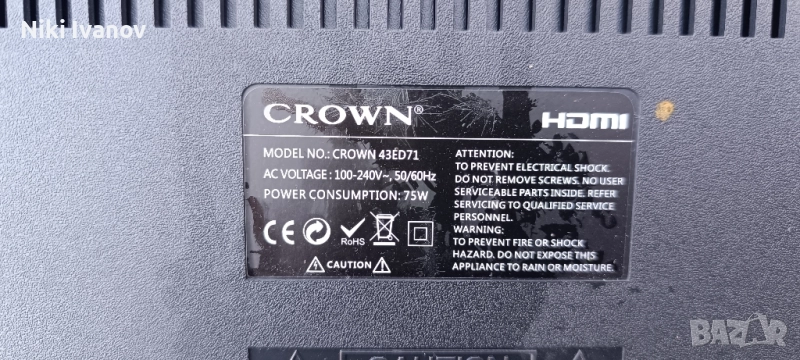 Niki Ivanov
CROWN®
HDMI
MODEL NO.: CROWN 43ED71
AC VOLTAGE : 100-240V~, 50/60Hz
POWER CONSUMPTION: 75W
CE
RoHS
CAUTION
ATTENTION:
TO PREVENT ELECTRICAL SHOCK
DO NOT REMOVE SCREWS. NO USER
SERVICEABLE PARTS INSIDE. REFER
SERVICING TO QUALIFIED SERVICE
PERSONNEL.
WARNING:
TO PREVENT FIRE OR SHOCK
HAZARD. DO NOT EXPOSE THIS
APPLIANCE TO RAIN OR MOISTURE.
CAUTION
BAZAR